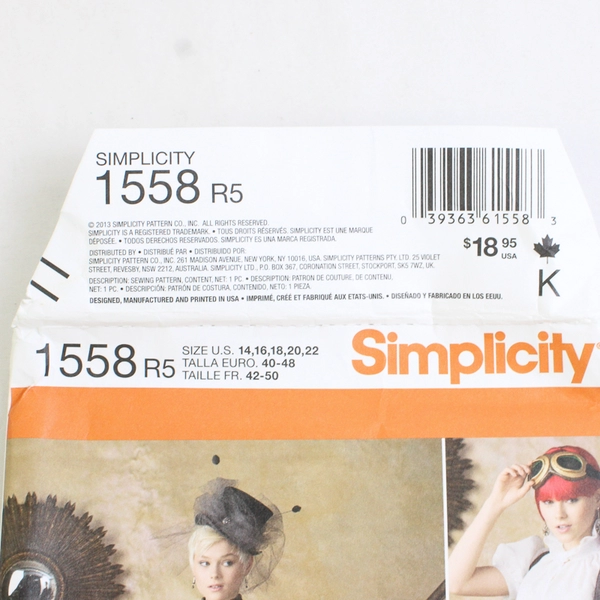 SIMPLICITY
1558 R5
© 2013 SIMPLICITY PATTERN CO., INC. ALL RIGHTS RESERVED.
SIMPLICITY IS A REGISTERED TRADEMARK. • TOUS DROITS RÉSERVÉS. SIMPLICITY EST UNE MARQUE
DÉPOSÉE. • TODOS DERECHOS RESERVADOS. SIMPLICITY ES UNA MARCA REGISTRADA.
DISTRIBUTED BY • DISTRIBUÉ PAR • DISTRIBUIDO POR:
SIMPLICITY PATTERN CO., INC. 261 MADISON AVENUE, NEW YORK, NY 10016, USA. SIMPLICITY PATTERNS PTY. LTD. 25 VIOLET
STREET, REVESBY, NSW 2212, AUSTRALIA. SIMPLICITY LTD., P.O. BOX 367, CORONATION STREET, STOCKPORT, SK5 7WZ, UK.
DESCRIPTION: SEWING PATTERN, CONTENT, NET: 1 PC. • DESCRIPTION: PATRON DE COUTURE, DE CONTENU,
NET: 1 PC. • DESCRIPCIÓN: PATRÓN DE COSTURA, CONTENIDO, NETO: 1 PIEZA
DESIGNED, MANUFACTURED AND PRINTED IN USA • IMPRIMÉ, CRÉÉ ET FABRIQUÉ AUX ETATS-UNIS. • DISEÑADO Y FABRICADO EN LOS EEUU.
0 39363 61558 3
$18 95
USA
K
1558 R5
SIZE U.S. 14,16,18,20,22
TALLA EURO. 40-48
TAILLE FR. 42-50
Simplicity